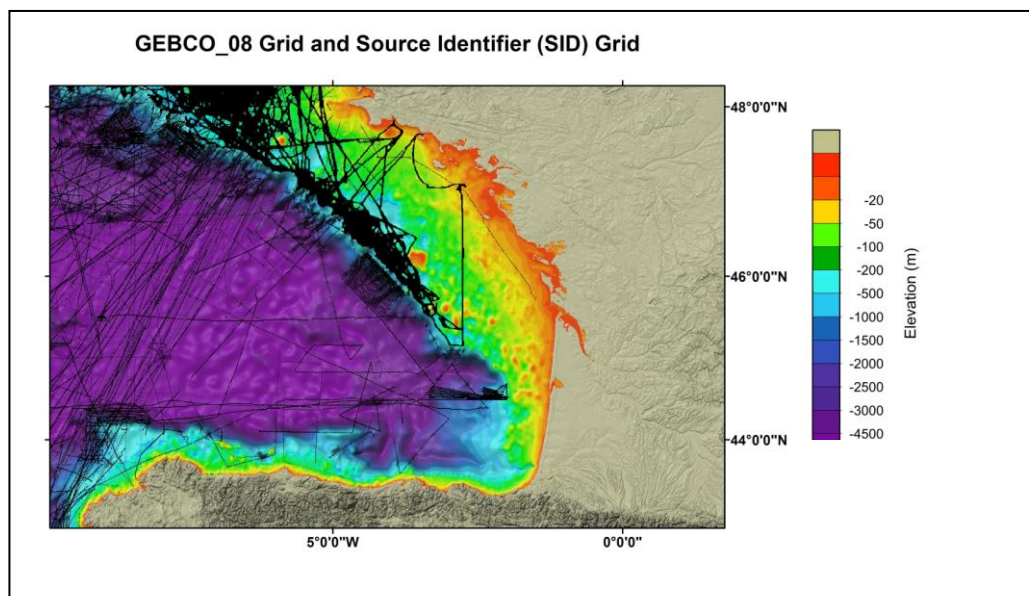 GEBCO_08 Grid and Source Identifier (SID) Grid
48°0'0"N
46°0'0"N
44°0'0"N
5°0'0"W
0°0'0"
-20
-50
-100
-200
-500
-1000
-1500
-2000
-2500
-3000
-4500
Elevation (m)